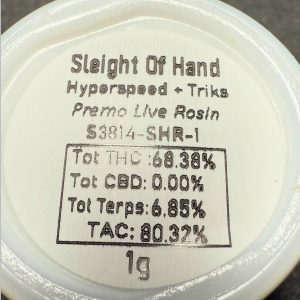 Sleight Of Hand
Hyperspeed + Triks
Premo Live Rosin
S3814-SHR-1
Tot THC:68.38%
Tot CBD: 0.00%
Tot Terps:6.85%
TAC: 80.32%
1g